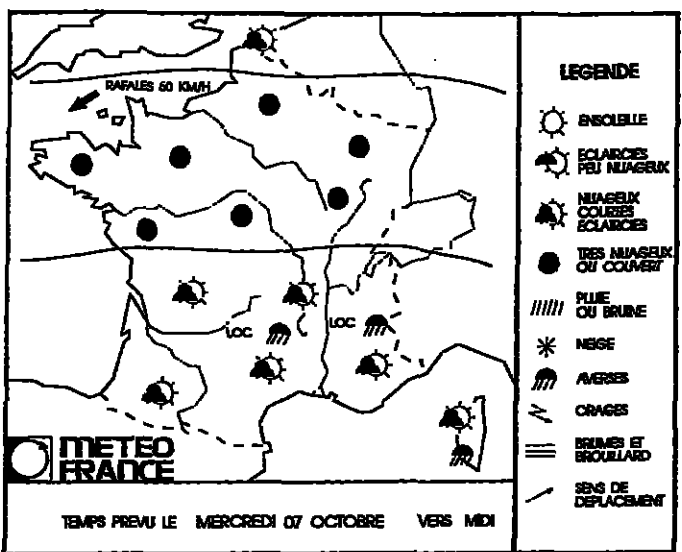 RAFALES 60 KM/H
LOC
LOC
METEO
FRANCE
TEMPS PREVU LE MERCREDI 07 OCTOBRE VERS MIDI
LEGENDE
ENSOLEILLE
ECLAIRCIES
PEU NUAGEUX
NUAGEUX
COURTES
ECLAIRCIES
TRES NUAGEUX
OU COUVERT
PLUIE
OU BRUINE
NEIGE
AVERSES
ORAGES
BRUMES ET
BROUILLARD
SENS DE
DEPLACEMENT